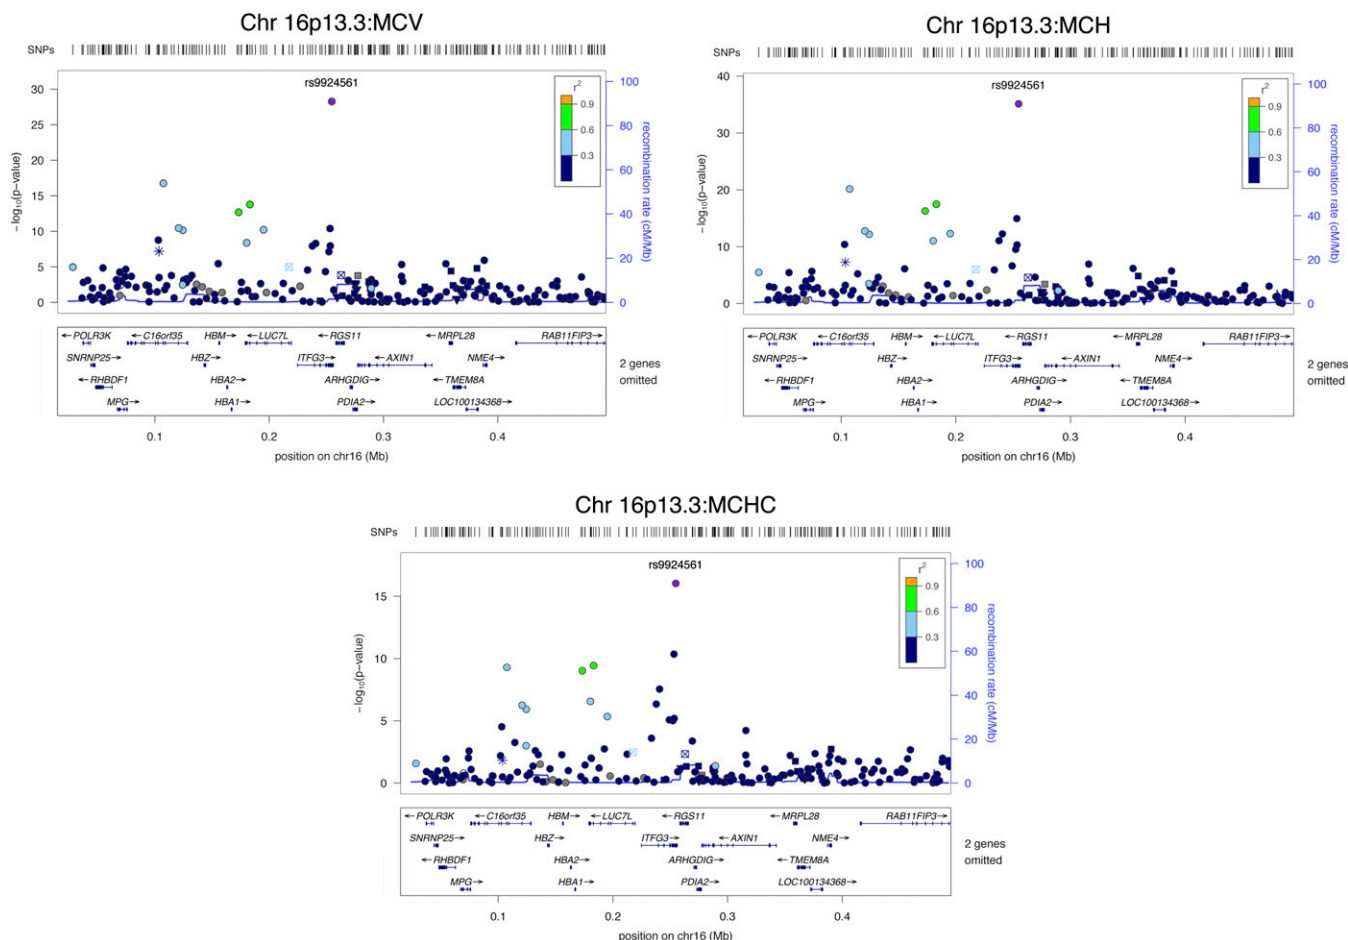 Chr 16p13.3:MCV
SNPs
rs9924561
r2
0.9
0.6
0.3
30
25
20
15
10
5
0
−log10(p−value)
100
80
60
40
20
0
recombination rate (cM/Mb)
←POLR3K ←C16orf35 HBM→ ←LUC7L ←RGS11 ←MRPL28 RAB11FIP3→
SNRNP25→ HBZ→ ITFG3→ ←AXIN1 NME4→
←RHBDF1 HBA2→ ARHGDIG→ ←TMEM8A
MPG→ HBA1→ PDIA2→ LOC100134368→
2 genes
omitted
0.1 0.2 0.3 0.4
position on chr16 (Mb)
Chr 16p13.3:MCH
SNPs
rs9924561
r2
0.9
0.6
0.3
40
30
20
10
0
−log10(p−value)
100
80
60
40
20
0
recombination rate (cM/Mb)
←POLR3K ←C16orf35 HBM→ ←LUC7L ←RGS11 ←MRPL28 RAB11FIP3→
SNRNP25→ HBZ→ ITFG3→ ←AXIN1 NME4→
←RHBDF1 HBA2→ ARHGDIG→ ←TMEM8A
MPG→ HBA1→ PDIA2→ LOC100134368→
2 genes
omitted
0.1 0.2 0.3 0.4
position on chr16 (Mb)
Chr 16p13.3:MCHC
SNPs
rs9924561
r2
0.9
0.6
0.3
15
10
5
0
−log10(p−value)
100
80
60
40
20
0
recombination rate (cM/Mb)
←POLR3K ←C16orf35 HBM→ ←LUC7L ←RGS11 ←MRPL28 RAB11FIP3→
SNRNP25→ HBZ→ ITFG3→ ←AXIN1 NME4→
←RHBDF1 HBA2→ ARHGDIG→ ←TMEM8A
MPG→ HBA1→ PDIA2→ LOC100134368→
2 genes
omitted
0.1 0.2 0.3 0.4
position on chr16 (Mb)